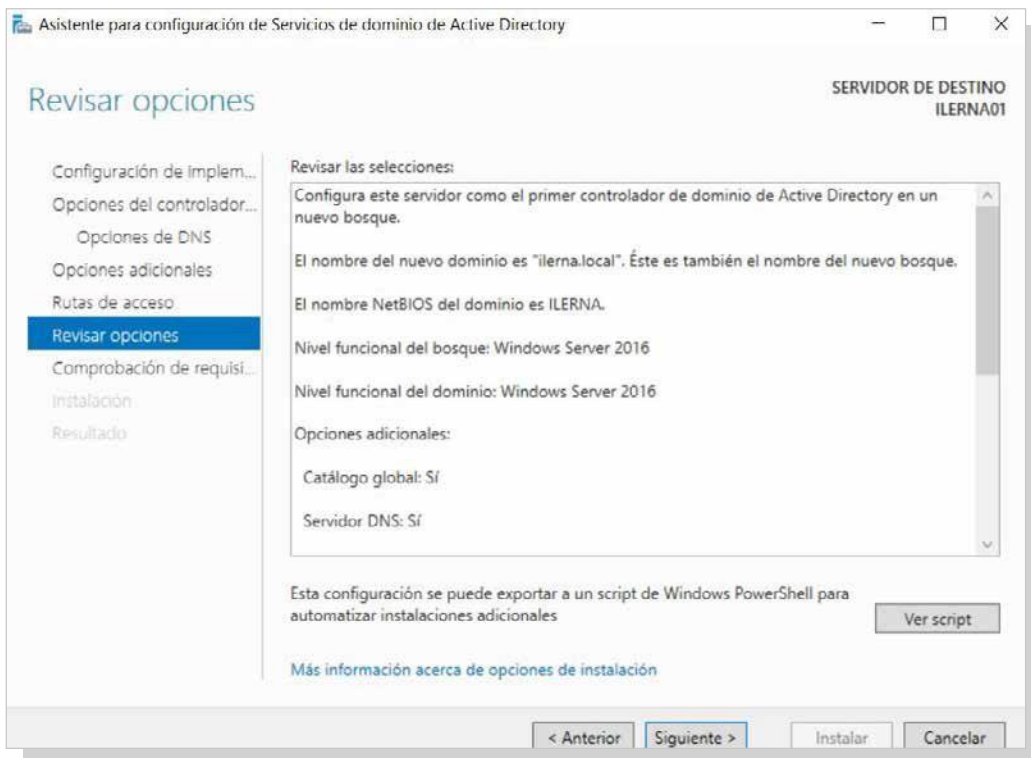 Asistente para configuración de Servicios de dominio de Active Directory
Revisar opciones
SERVIDOR DE DESTINO
ILERNA01
Configuración de implem...
Opciones del controlador...
Opciones de DNS
Opciones adicionales
Rutas de acceso
Revisar opciones
Comprobación de requisi...
Instalación
Resultado
Revisar las selecciones:
Configura este servidor como el primer controlador de dominio de Active Directory en un
nuevo bosque.
El nombre del nuevo dominio es "ilerna.local". Éste es también el nombre del nuevo bosque.
El nombre NetBIOS del dominio es ILERNA.
Nivel funcional del bosque: Windows Server 2016
Nivel funcional del dominio: Windows Server 2016
Opciones adicionales:
Catálogo global: Sí
Servidor DNS: Sí
Esta configuración se puede exportar a un script de Windows PowerShell para
automatizar instalaciones adicionales
Ver script
Más información acerca de opciones de instalación
< Anterior
Siguiente >
Instalar
Cancelar